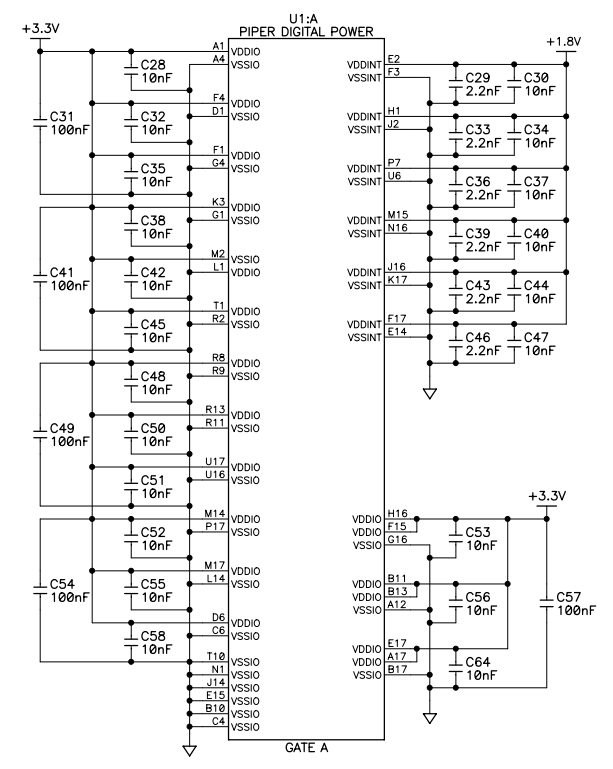 U1:A
PIPER DIGITAL POWER
+3.3V
+1.8V
A1 VDDIO
A4 VSSIO
C28
10nF
F4 VDDIO
D1 VSSIO
C31
100nF
C32
10nF
F1 VDDIO
G4 VSSIO
C35
10nF
K3 VDDIO
G1 VSSIO
C38
10nF
M2 VSSIO
L1 VDDIO
C41
100nF
C42
10nF
T1 VDDIO
R2 VSSIO
C45
10nF
R8 VDDIO
R9 VSSIO
C48
10nF
R13 VDDIO
R11 VSSIO
C49
100nF
C50
10nF
U17 VDDIO
U16 VSSIO
C51
10nF
M14 VDDIO
P17 VSSIO
C52
10nF
M17 VDDIO
L14 VSSIO
C54
100nF
C55
10nF
D6 VDDIO
C6 VSSIO
C58
10nF
T10 VSSIO
N1 VSSIO
J14 VSSIO
E15 VSSIO
B10 VSSIO
C4 VSSIO
VDDINT E2
VSSINT F3
C29
2.2nF
C30
10nF
VDDINT H1
VSSINT J2
C33
2.2nF
C34
10nF
VDDINT P7
VSSINT U6
C36
2.2nF
C37
10nF
VDDINT M15
VSSINT N16
C39
2.2nF
C40
10nF
VDDINT J16
VSSINT K17
C43
2.2nF
C44
10nF
VDDINT F17
VSSINT E14
C46
2.2nF
C47
10nF
+3.3V
VDDIO H16
VDDIO F15
VSSIO G16
C53
10nF
VDDIO B11
VDDIO B13
VSSIO A12
C56
10nF
C57
100nF
VDDIO E17
VDDIO A17
VSSIO B17
C64
10nF
GATE A